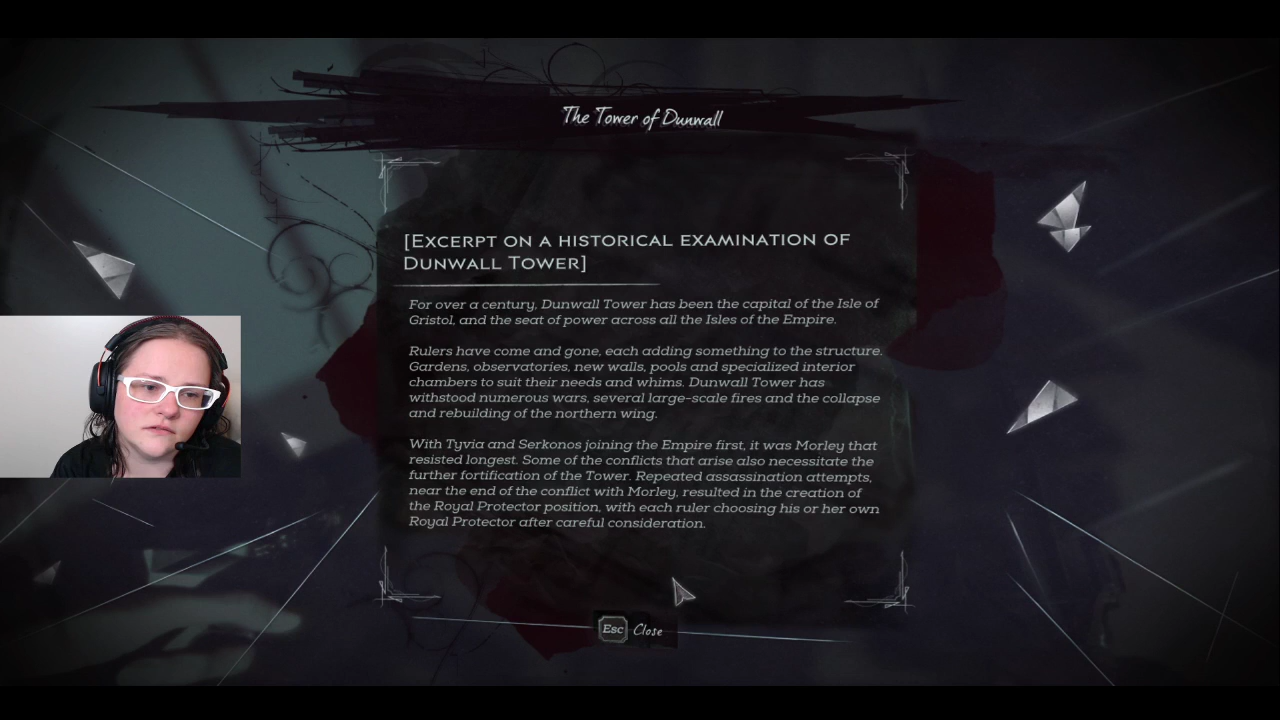 The Tower of Dunwall
[Excerpt on a historical examination of
Dunwall Tower]
For over a century, Dunwall Tower has been the capital of the Isle of
Gristol, and the seat of power across all the Isles of the Empire.
Rulers have come and gone, each adding something to the structure.
Gardens, observatories, new walls, pools and specialized interior
chambers to suit their needs and whims. Dunwall Tower has
withstood numerous wars, several large-scale fires and the collapse
and rebuilding of the northern wing.
With Tyvia and Serkonos joining the Empire first, it was Morley that
resisted longest. Some of the conflicts that arise also necessitate the
further fortification of the Tower. Repeated assassination attempts,
near the end of the conflict with Morley, resulted in the creation of
the Royal Protector position, with each ruler choosing his or her own
Royal Protector after careful consideration.
Esc Close